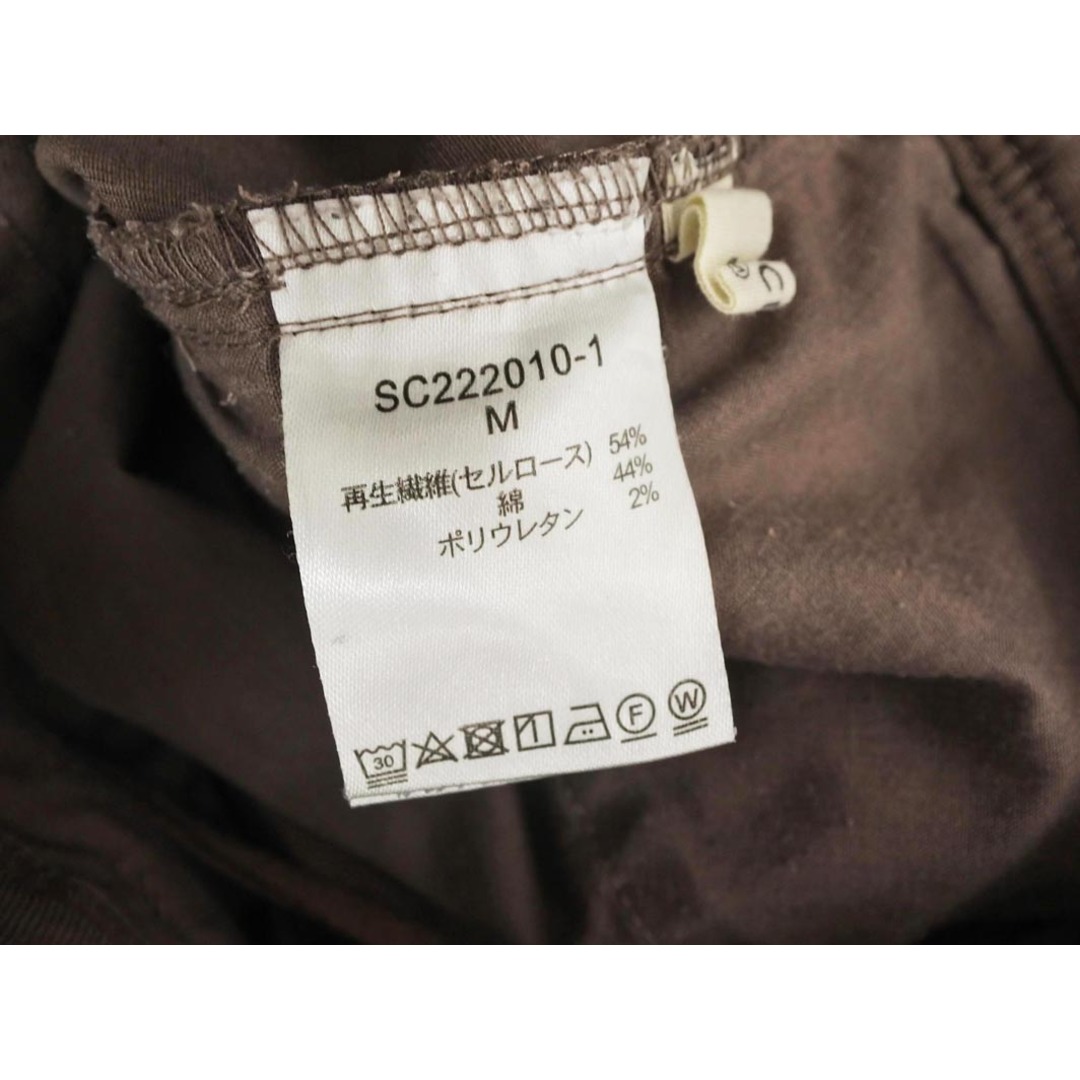 SC222010-1
M
再生繊維(セルロース) 54%
綿 44%
ポリウレタン 2%
30 F W